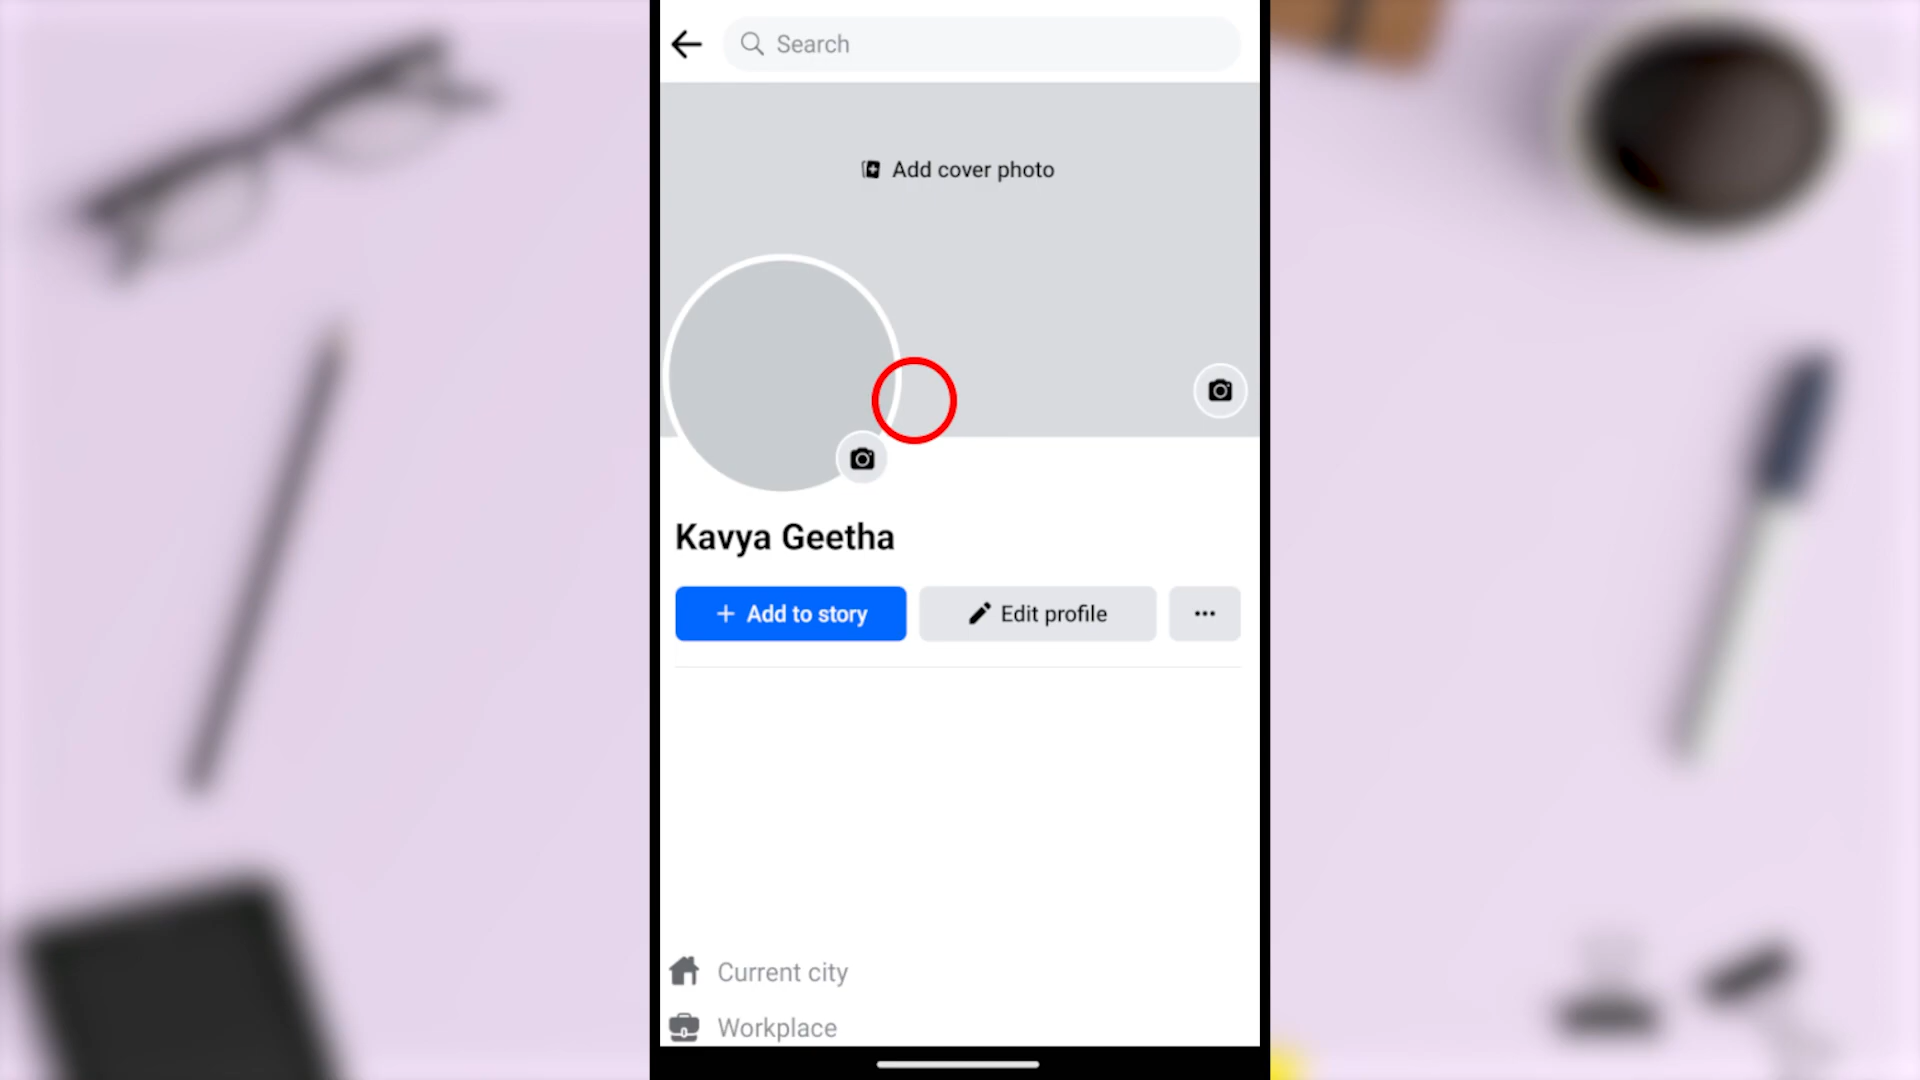 Search
Add cover photo
Kavya Geetha
+ Add to story
Edit profile
Current city
Workplace